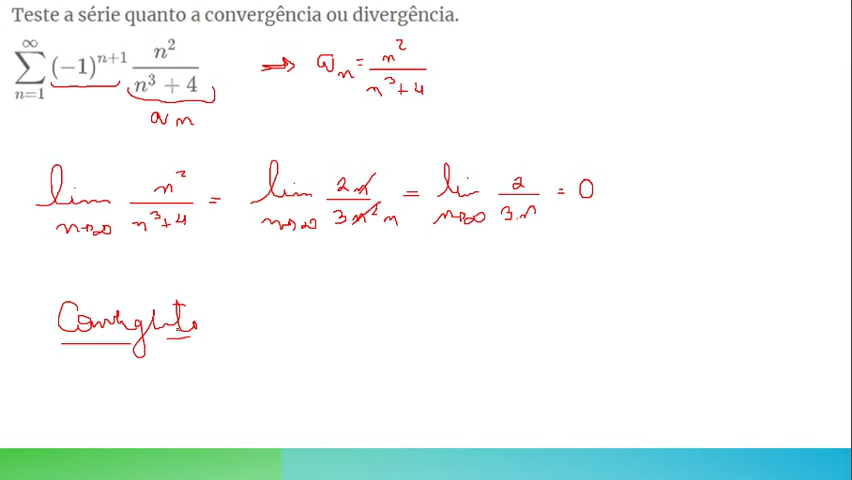 Teste a série quanto a convergência ou divergência.
∑_{n=1}^{∞} (−1)^{n+1} n²/(n³ + 4) ⟹ a_n = n²/(n³+4)
a_n
lim_{n→∞} n²/(n³+4) = lim_{n→∞} 2n/(3n² n) = lim_{n→∞} 2/(3.n) = 0
Convergente